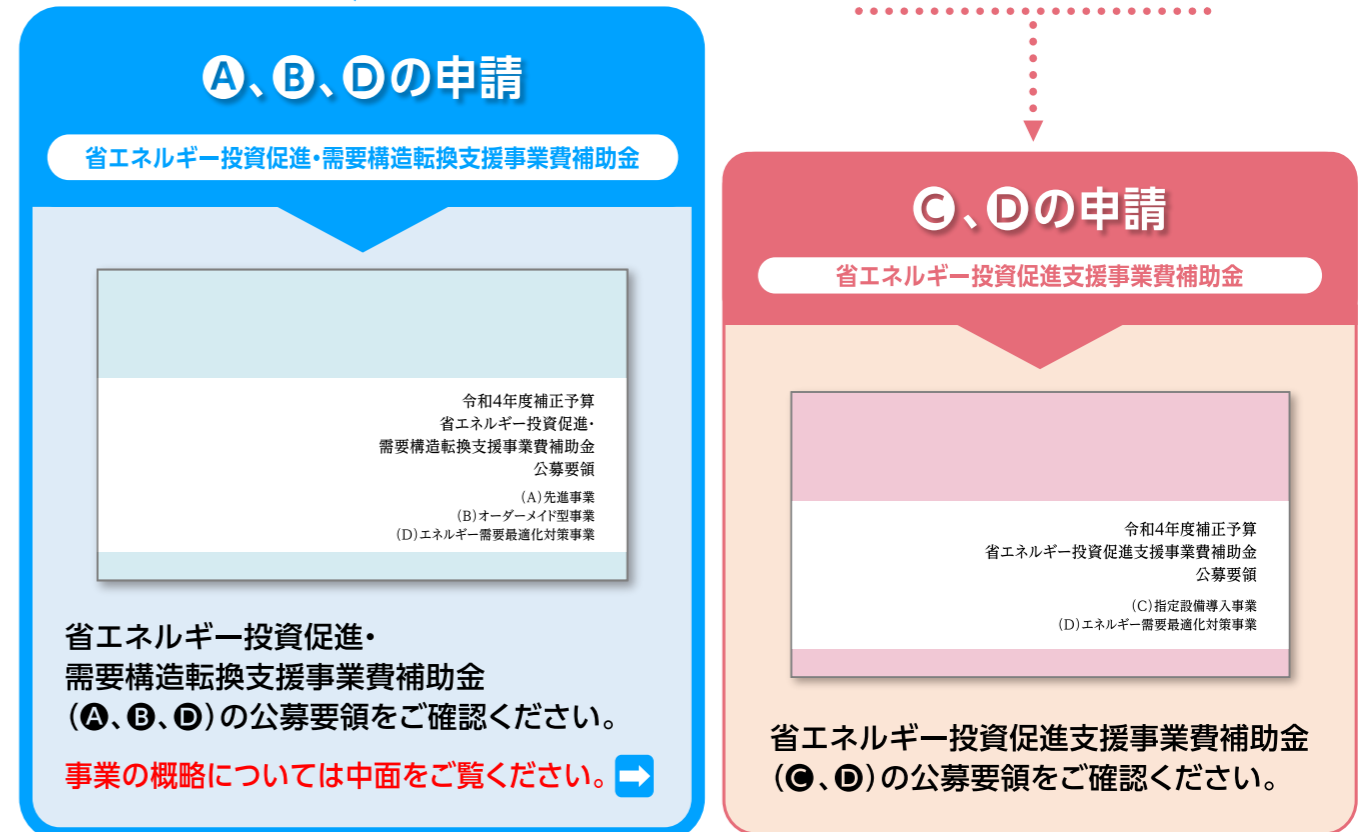 🅐、🅑、🅓の申請
省エネルギー投資促進・需要構造転換支援事業費補助金
令和4年度補正予算
省エネルギー投資促進・
需要構造転換支援事業費補助金
公募要領
（A）先進事業
（B）オーダーメイド型事業
（D）エネルギー需要最適化対策事業
省エネルギー投資促進・
需要構造転換支援事業費補助金
（🅐、🅑、🅓）の公募要領をご確認ください。
事業の概略については中面をご覧ください。
🅒、🅓の申請
省エネルギー投資促進支援事業費補助金
令和4年度補正予算
省エネルギー投資促進支援事業費補助金
公募要領
（C）指定設備導入事業
（D）エネルギー需要最適化対策事業
省エネルギー投資促進支援事業費補助金
（🅒、🅓）の公募要領をご確認ください。